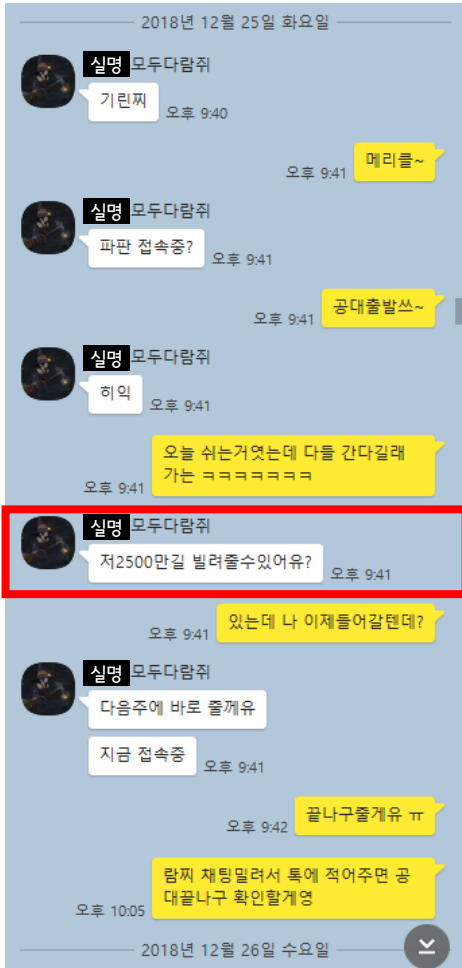 2018년 12월 25일 화요일
실명 모두다람쥐
기린찌
오후 9:40
메리클~
오후 9:41
실명 모두다람쥐
파판 접속중?
오후 9:41
공대출발쓰~
오후 9:41
실명 모두다람쥐
히익
오후 9:41
오늘 쉬는거엿는데 다들 간다길래
가는 ㅋㅋㅋㅋㅋㅋㅋ
오후 9:41
실명 모두다람쥐
저2500만길 빌려줄수있어유?
오후 9:41
있는데 나 이제들어갈텐데?
오후 9:41
실명 모두다람쥐
다음주에 바로 줄께유
지금 접속중
오후 9:41
끝나구줄게유 ㅠ
오후 9:42
람찌 채팅밀려서 톡에 적어주면 공
대끝나구 확인할게영
오후 10:05
2018년 12월 26일 수요일